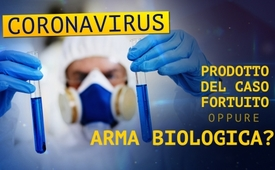 CORONAVIRUS
PRODOTTO
DEL CASO
FORTUITO
OPPURE
ARMA BIOLOGICA?